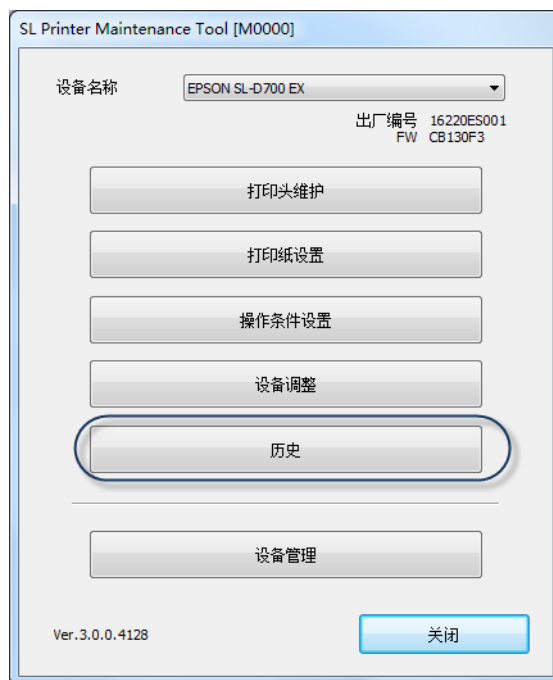 SL Printer Maintenance Tool [M0000]
设备名称 EPSON SL-D700 EX
出厂编号 16220ES001
FW CB130F3
打印头维护
打印纸设置
操作条件设置
设备调整
历史
设备管理
Ver.3.0.0.4128 关闭